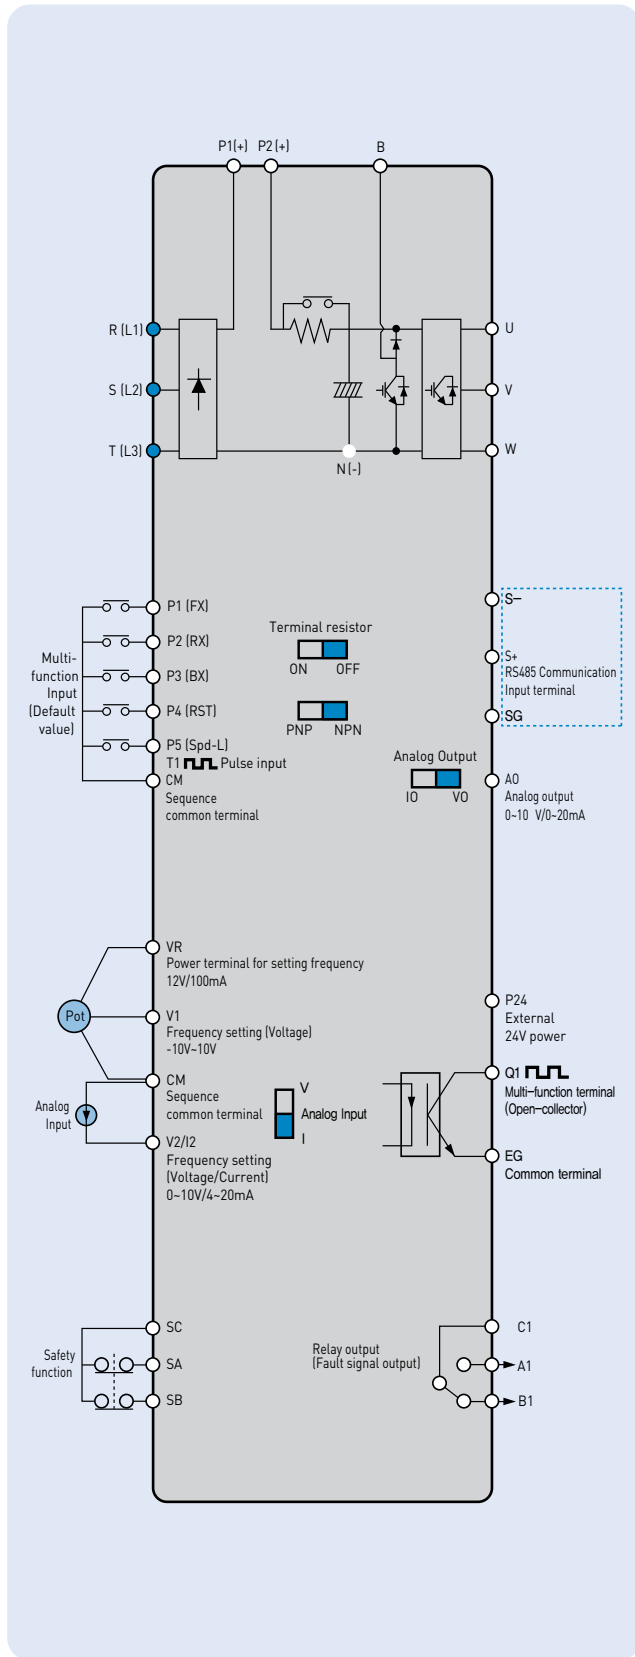 P1(+) P2(+) B
R (L1)
S (L2)
T (L3)
U
V
W
N (-)
Multi-
function
Input
(Default
value)
P1 (FX)
P2 (RX)
P3 (BX)
P4 (RST)
P5 (Spd-L)
T1 Pulse input
CM
Sequence
common terminal
Terminal resistor
ON OFF
PNP NPN
Analog Output
IO VO
S-
S+
RS485 Communication
Input terminal
SG
AO
Analog output
0~10 V/0~20mA
Pot
VR
Power terminal for setting frequency
12V/100mA
V1
Frequency setting (Voltage)
-10V~10V
CM
Sequence
common terminal
Analog
Input
V2/I2
Frequency setting
(Voltage/Current)
0~10V/4~20mA
V
Analog Input
I
P24
External
24V power
Q1
Multi-function terminal
(Open-collector)
EG
Common terminal
Safety
function
SC
SA
SB
Relay output
(Fault signal output)
C1
A1
B1